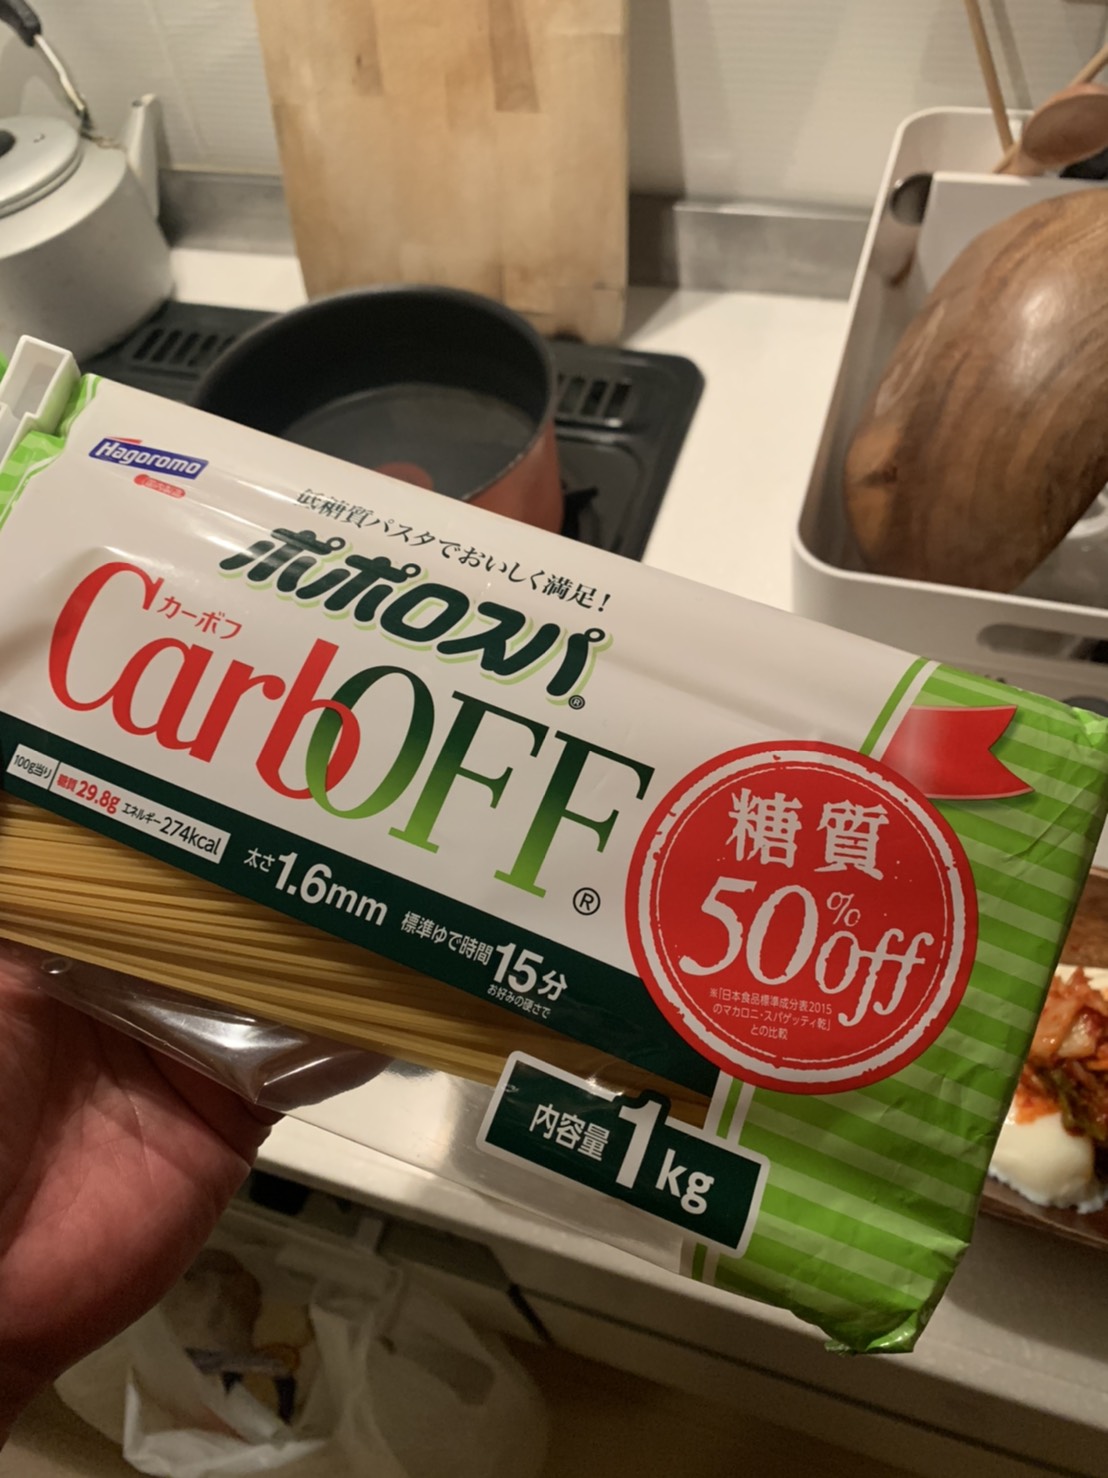 Hagoromo
低糖質パスタでおいしく満足!
ポポロスパ®
カーボフ
CarbOFF®
100g当り 糖質29.8g エネルギー274kcal
太さ1.6mm 標準ゆで時間15分
お好みの硬さで
糖質
50%off
※「日本食品標準成分表2015
のマカロニ・スパゲッティ乾」
との比較
内容量1kg